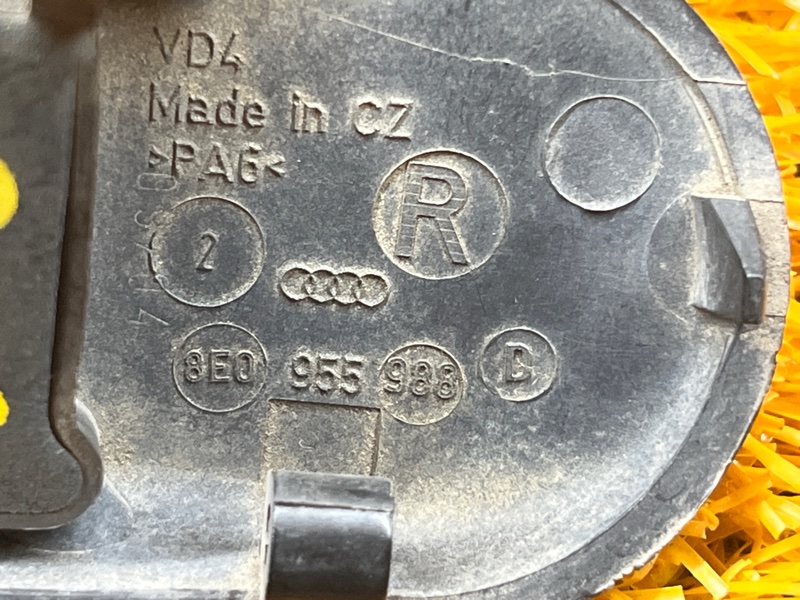 VD4
Made in CZ
>PA6<
R
2
8E0 955 988 D